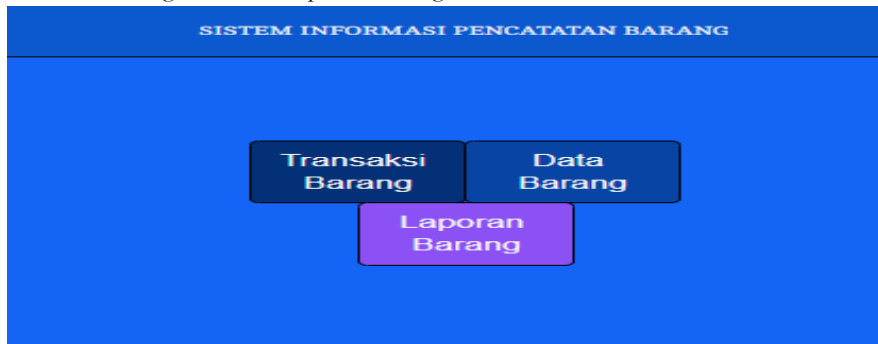 SISTEM INFORMASI PENCATATAN BARANG
Transaksi
Barang
Data
Barang
Laporan
Barang